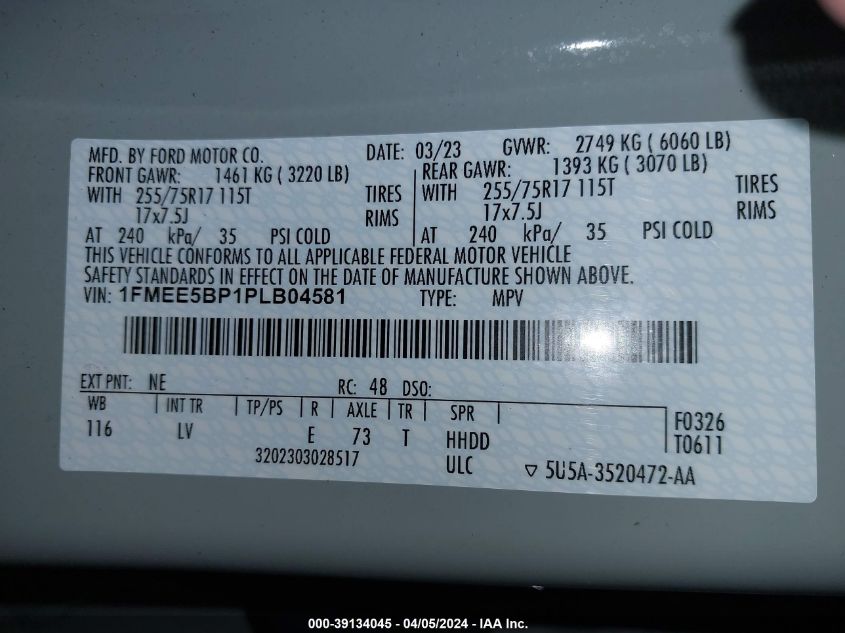 MFD. BY FORD MOTOR CO. DATE: 03/23 GVWR: 2749 KG ( 6060 LB)
FRONT GAWR: 1461 KG ( 3220 LB) REAR GAWR: 1393 KG ( 3070 LB)
WITH 255/75R17 115T TIRES WITH 255/75R17 115T TIRES
17x7.5J RIMS 17x7.5J RIMS
AT 240 kPa/ 35 PSI COLD AT 240 kPa/ 35 PSI COLD
THIS VEHICLE CONFORMS TO ALL APPLICABLE FEDERAL MOTOR VEHICLE
SAFETY STANDARDS IN EFFECT ON THE DATE OF MANUFACTURE SHOWN ABOVE.
VIN: 1FMEE5BP1PLB04581 TYPE: MPV
EXT PNT: NE RC: 48 DSO:
WB INT TR TP/PS R AXLE TR SPR F0326
116 LV E 73 T HHDD T0611
3202303028517 ULC ▽ 5U5A-3520472-AA
000-39134045 - 04/05/2024 - IAA Inc.